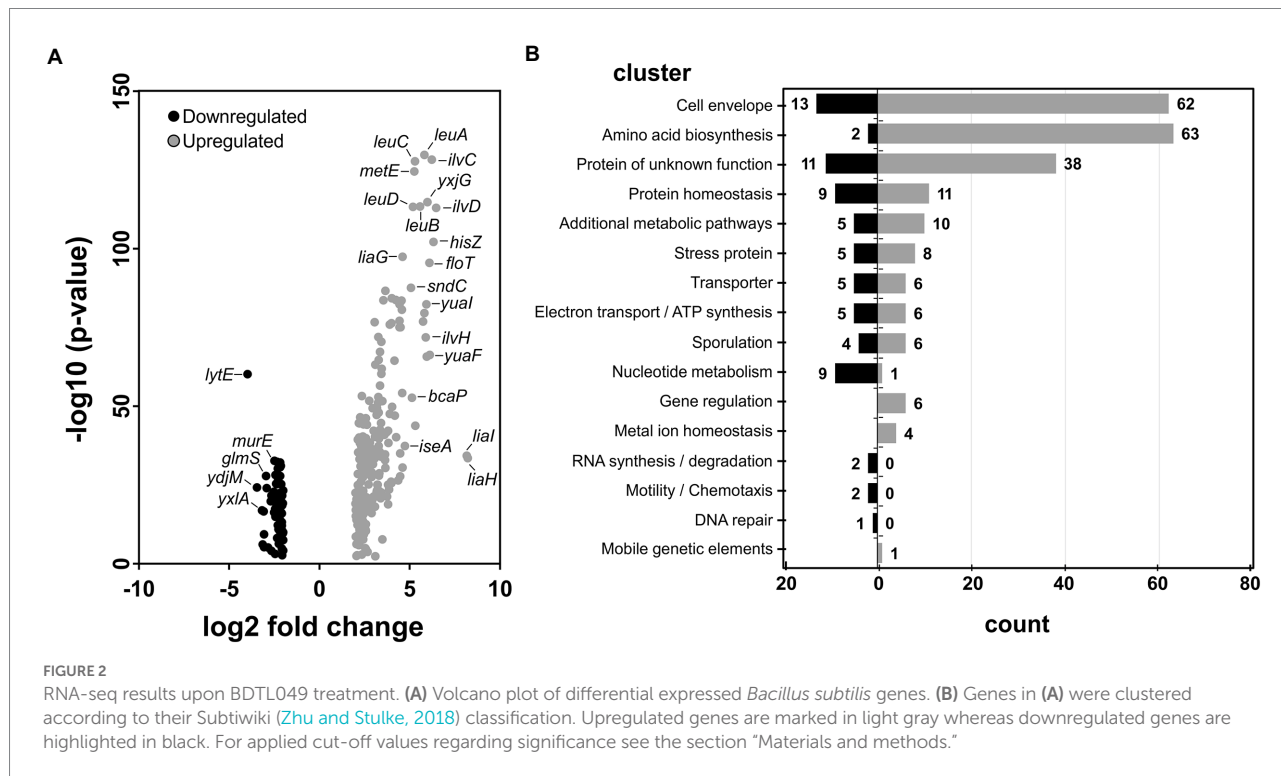 A
150
100
50
0
-10
-5
0
5
10
-log10 (p-value)
log2 fold change
Downregulated
Upregulated
leuC
leuA
ilvC
metE
yxjG
leuD
ilvD
leuB
hisZ
liaG
floT
sndC
yuaI
ilvH
yuaF
lytE
bcaP
murE
glmS
ydjM
yxlA
iseA
liaI
liaH
B
cluster
Cell envelope 13 62
Amino acid biosynthesis 2 63
Protein of unknown function 11 38
Protein homeostasis 9 11
Additional metabolic pathways 5 10
Stress protein 5 8
Transporter 5 6
Electron transport / ATP synthesis 5 6
Sporulation 4 6
Nucleotide metabolism 9 1
Gene regulation 6
Metal ion homeostasis 4
RNA synthesis / degradation 2 0
Motility / Chemotaxis 2 0
DNA repair 1 0
Mobile genetic elements 1
20 0 20 40 60 80
count
FIGURE 2
RNA-seq results upon BDTL049 treatment. (A) Volcano plot of differential expressed Bacillus subtilis genes. (B) Genes in (A) were clustered
according to their Subtiwiki (Zhu and Stulke, 2018) classification. Upregulated genes are marked in light gray whereas downregulated genes are
highlighted in black. For applied cut-off values regarding significance see the section “Materials and methods.”